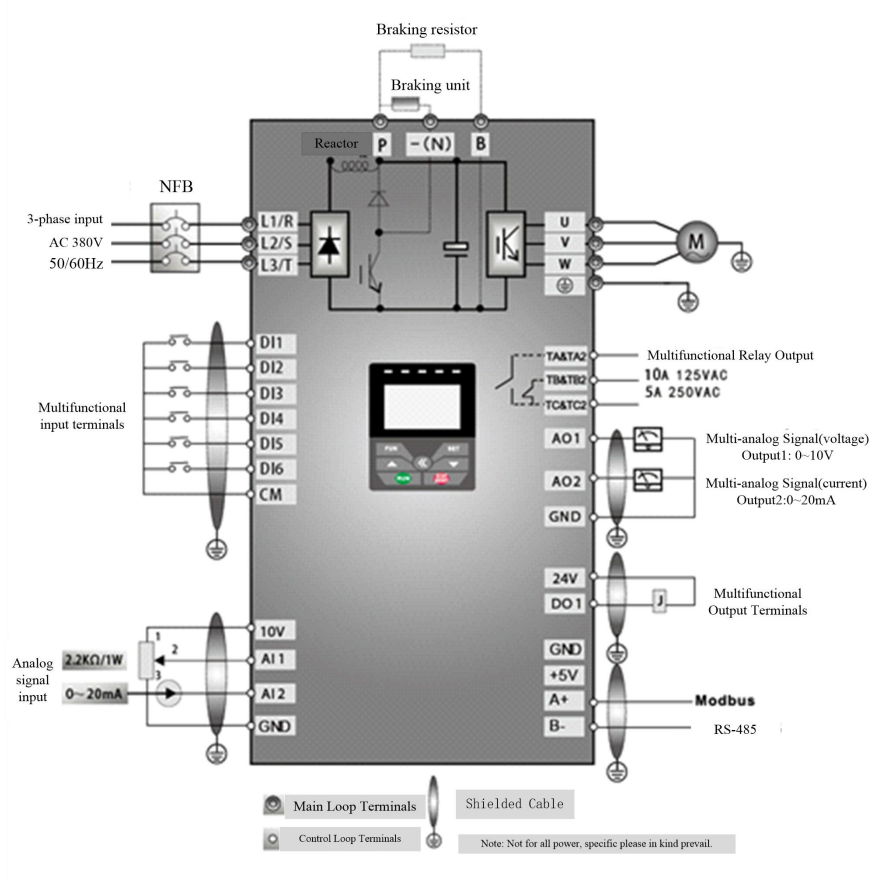 Braking resistor
Braking unit
Reactor
P
-(N)
B
NFB
3-phase input
AC 380V
50/60Hz
L1/R
L2/S
L3/T
U
V
W
M
DI1
DI2
DI3
DI4
DI5
DI6
CM
Multifunctional
input terminals
TA&TA2
TB&TB2
TC&TC2
Multifunctional Relay Output
10A 125VAC
5A 250VAC
FUN
SET
RUN
AO1
AO2
GND
Multi-analog Signal(voltage)
Output1: 0~10V
Multi-analog Signal(current)
Output2:0~20mA
24V
DO1
J
Multifunctional
Output Terminals
GND
+5V
A+
B-
Modbus
RS-485
10V
AI1
AI2
GND
1
2
3
2.2KΩ/1W
0~20mA
Analog
signal
input
Main Loop Terminals
Shielded Cable
Control Loop Terminals
Note: Not for all power, specific please in kind prevail.